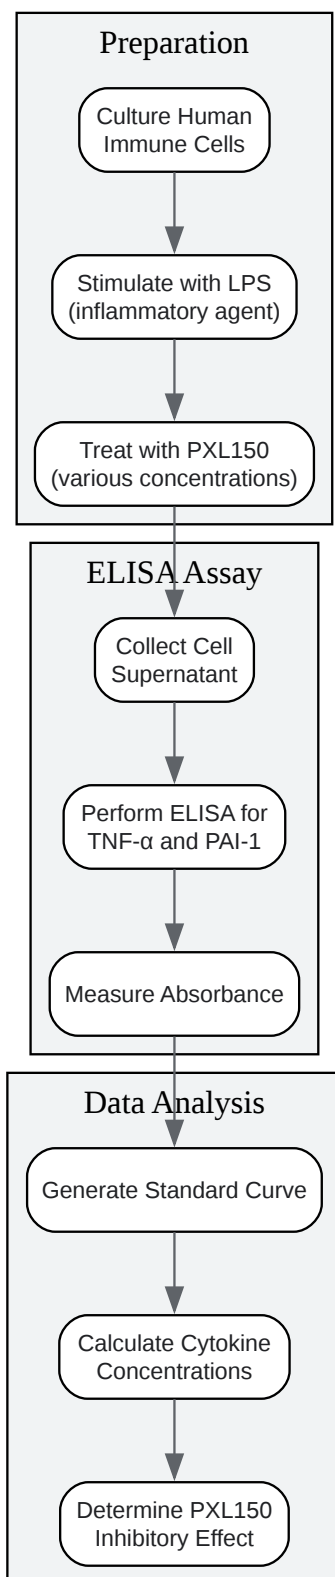 Preparation
Culture Human
Immune Cells
Stimulate with LPS
(inflammatory agent)
Treat with PXL150
(various concentrations)
ELISA Assay
Collect Cell
Supernatant
Perform ELISA for
TNF-α and PAI-1
Measure Absorbance
Data Analysis
Generate Standard Curve
Calculate Cytokine
Concentrations
Determine PXL150
Inhibitory Effect